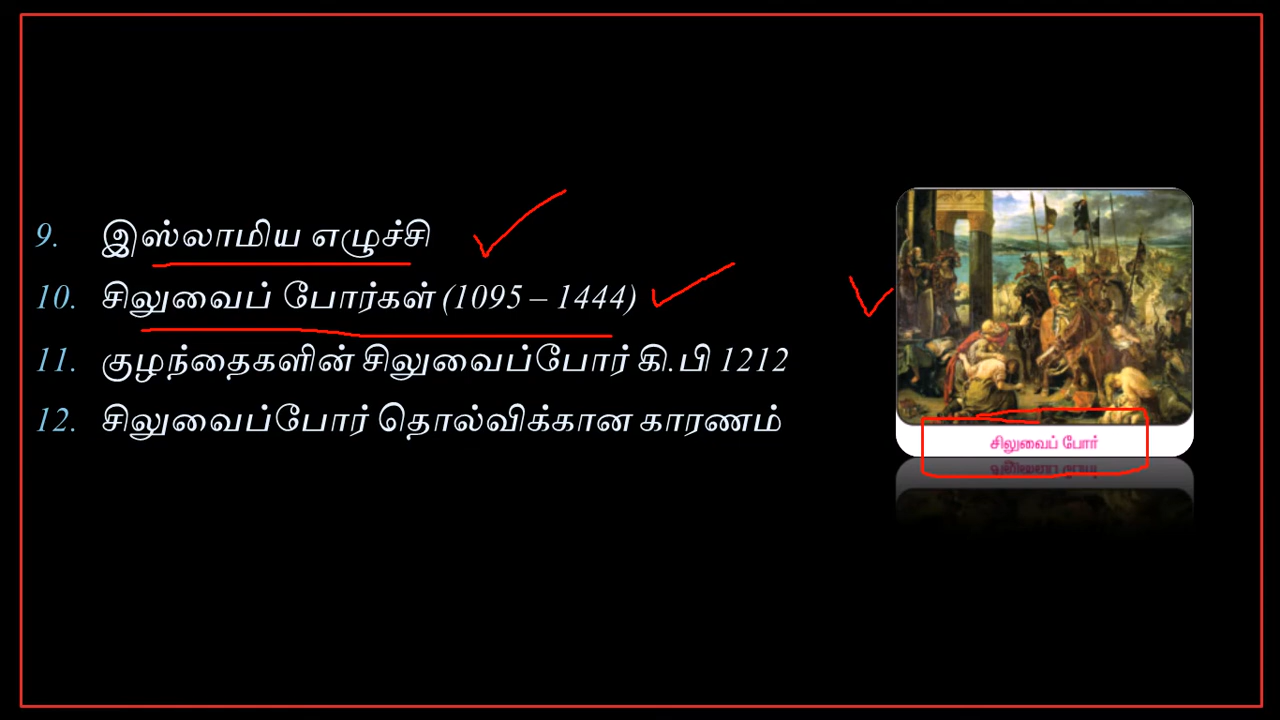 9. இஸ்லாமிய எழுச்சி
10. சிலுவைப் போர்கள் (1095 – 1444)
11. குழந்தைகளின் சிலுவைப்போர் கி.பி 1212
12. சிலுவைப்போர் தொல்விக்கான காரணம்
சிலுவைப் போர்